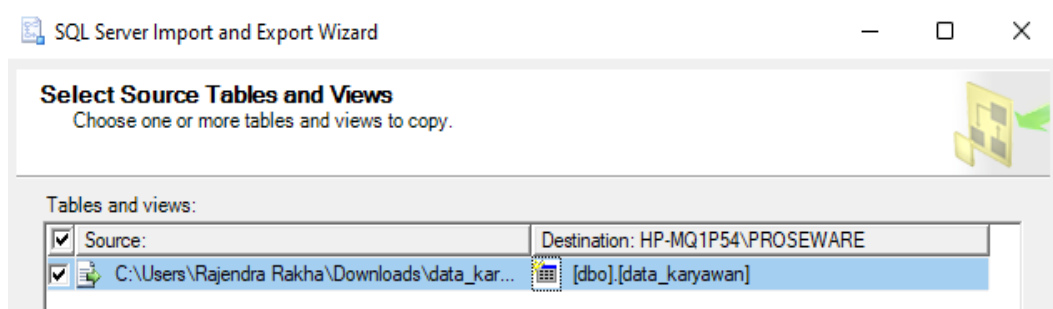 SQL Server Import and Export Wizard
Select Source Tables and Views
Choose one or more tables and views to copy.
Tables and views:
Source: Destination: HP-MQ1P54\PROSEWARE
C:\Users\Rajendra Rakha\Downloads\data_kar... [dbo].[data_karyawan]